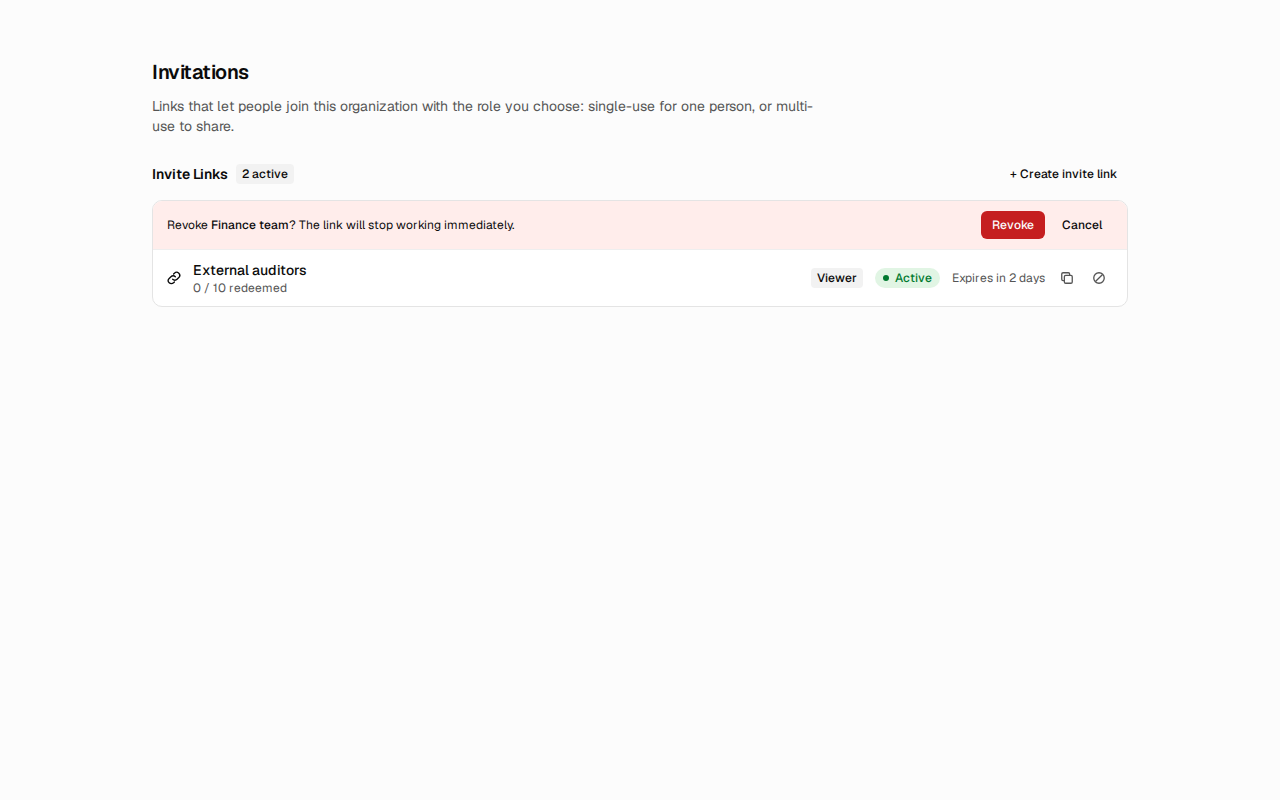 Invitations
Links that let people join this organization with the role you choose: single-use for one person, or multi-
use to share.
Invite Links 2 active + Create invite link
Revoke Finance team? The link will stop working immediately. Revoke Cancel
External auditors Viewer Active Expires in 2 days
0 / 10 redeemed